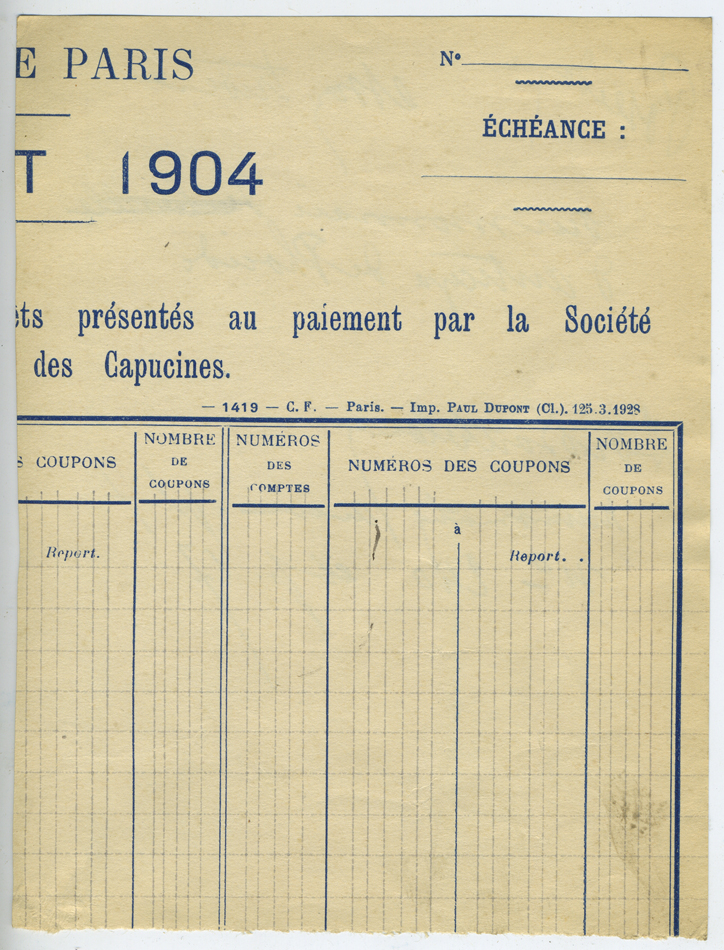 E PARIS
N°
ÉCHÉANCE :
T 1904
êts présentés au paiement par la Société
des Capucines.
— 1419 — C. F. — Paris. — Imp. PAUL DUPONT (Cl.). 125.3.1928
S COUPONS
NOMBRE
DE
COUPONS
NUMÉROS
DES
COMPTES
NUMÉROS DES COUPONS
NOMBRE
DE
COUPONS
à
Report.
Report. .